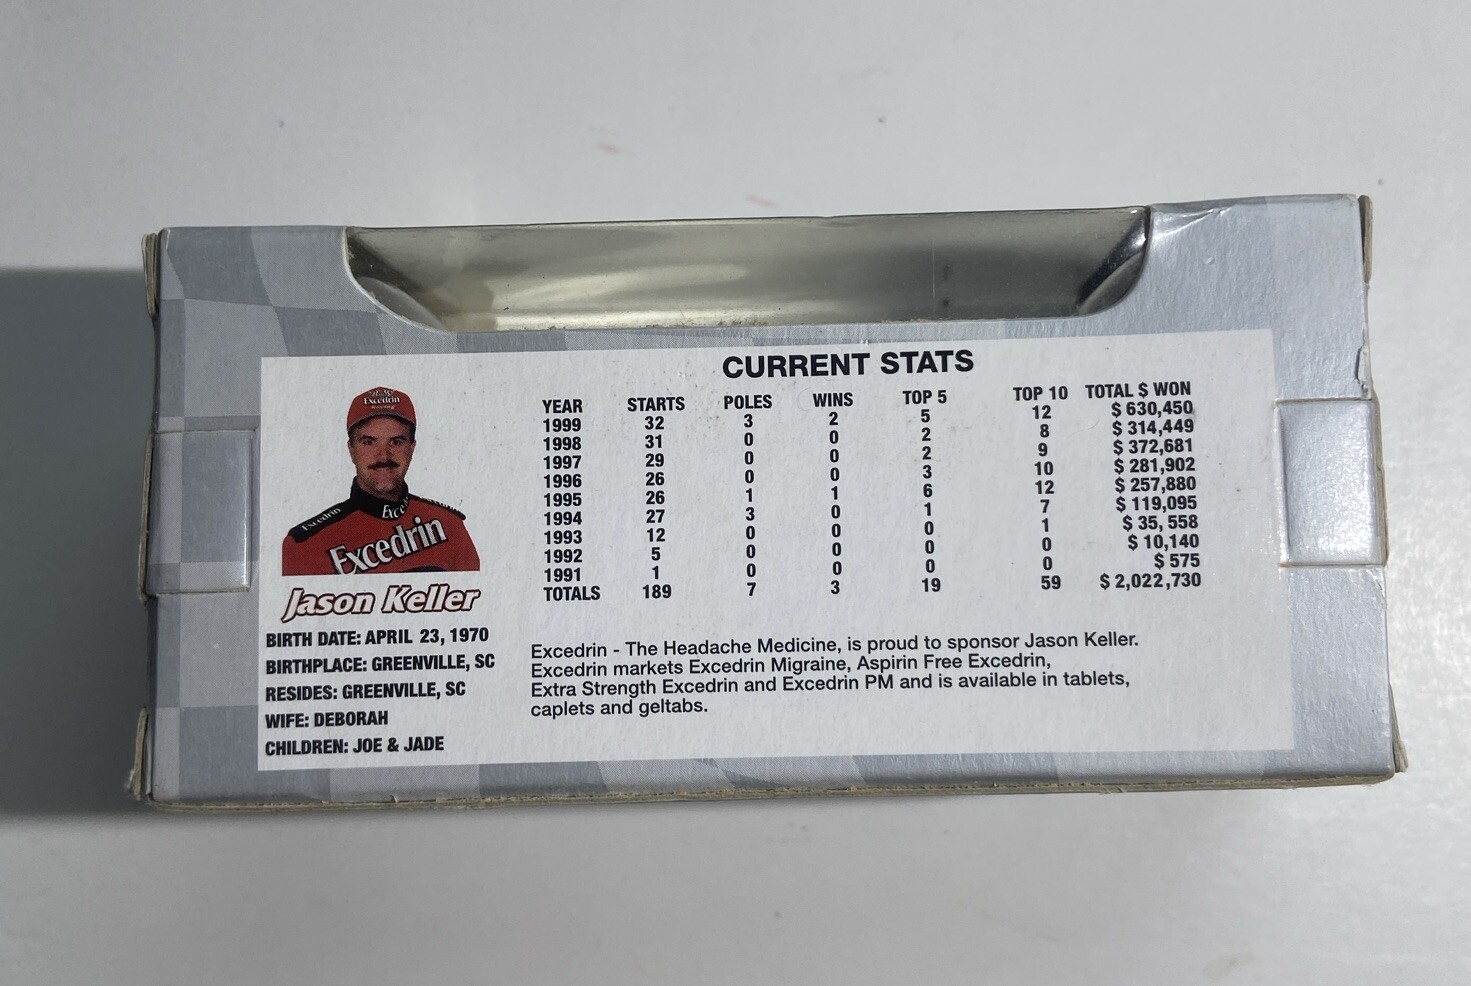 CURRENT STATS
YEAR STARTS POLES WINS TOP 5 TOP 10 TOTAL $ WON
1999 32 3 2 5 12 $ 630,450
1998 31 0 0 2 8 $ 314,449
1997 29 0 0 2 9 $ 372,681
1996 26 0 0 3 10 $ 281,902
1995 26 1 1 6 12 $ 257,880
1994 27 3 0 1 7 $ 119,095
1993 12 0 0 0 1 $ 35, 558
1992 5 0 0 0 0 $ 10,140
1991 1 0 0 0 0 $ 575
TOTALS 189 7 3 19 59 $ 2,022,730
Excedrin
Racing
Excedrin
Exce
Excedrin
Jason Keller
BIRTH DATE: APRIL 23, 1970
BIRTHPLACE: GREENVILLE, SC
RESIDES: GREENVILLE, SC
WIFE: DEBORAH
CHILDREN: JOE & JADE
Excedrin - The Headache Medicine, is proud to sponsor Jason Keller.
Excedrin markets Excedrin Migraine, Aspirin Free Excedrin,
Extra Strength Excedrin and Excedrin PM and is available in tablets,
caplets and geltabs.